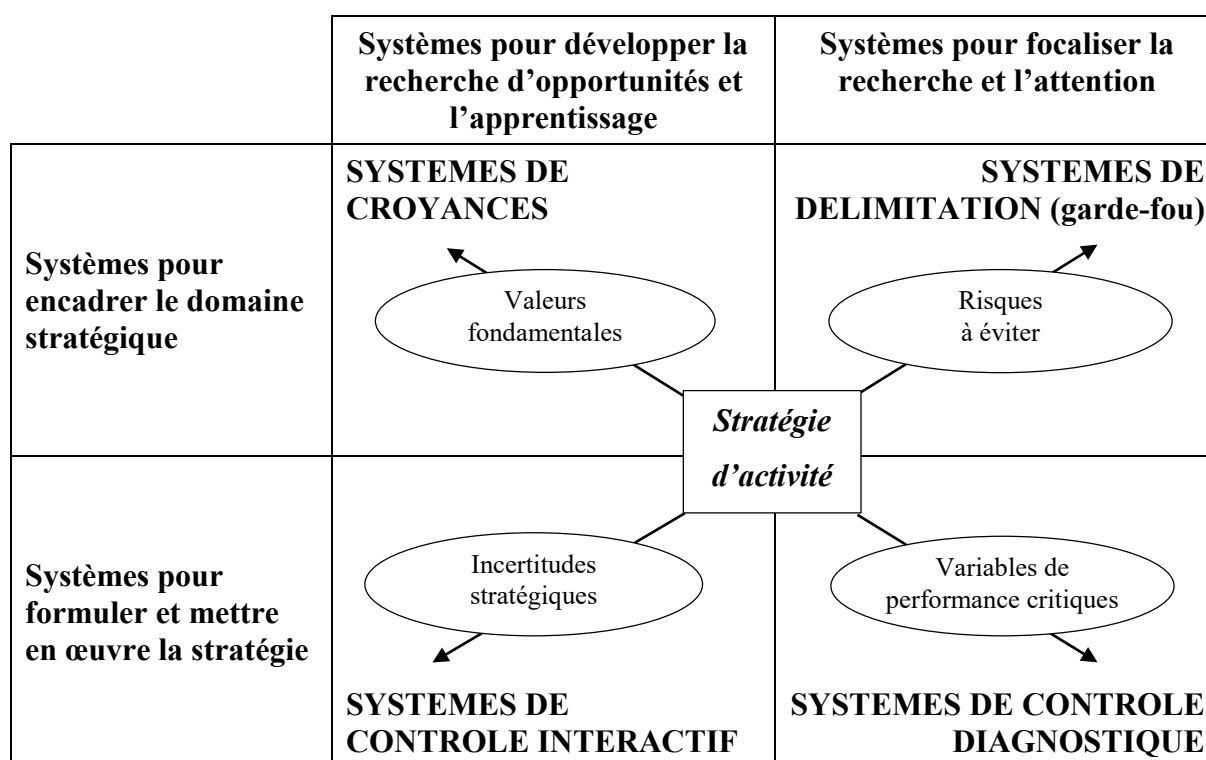 Systèmes pour développer la
recherche d’opportunités et
l’apprentissage
Systèmes pour focaliser la
recherche et l’attention
Systèmes pour
encadrer le domaine
stratégique
SYSTEMES DE
CROYANCES
Valeurs
fondamentales
SYSTEMES DE
DELIMITATION (garde-fou)
Risques
à éviter
Stratégie
d’activité
Systèmes pour
formuler et mettre
en œuvre la stratégie
Incertitudes
stratégiques
SYSTEMES DE
CONTROLE INTERACTIF
Variables de
performance critiques
SYSTEMES DE CONTROLE
DIAGNOSTIQUE